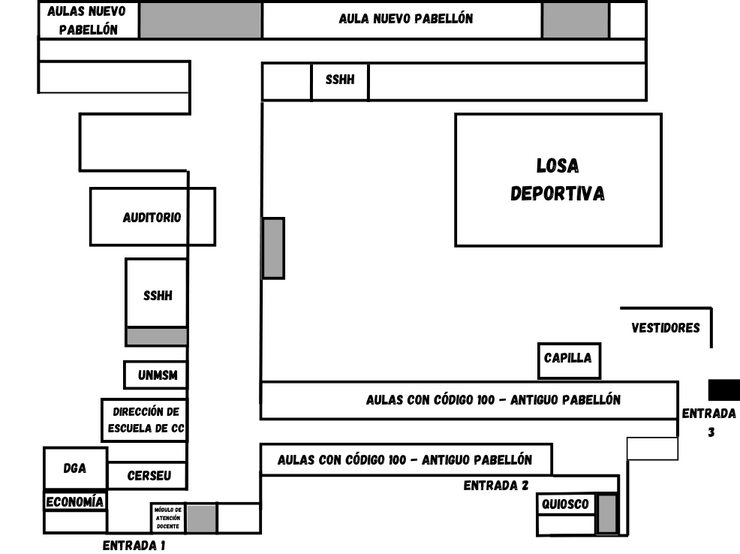 AULAS NUEVO
PABELLÓN
AULA NUEVO PABELLÓN
SSHH
LOSA
DEPORTIVA
AUDITORIO
SSHH
VESTIDORES
CAPILLA
UNMSM
AULAS CON CÓDIGO 100 - ANTIGUO PABELLÓN
ENTRADA
3
DIRECCIÓN DE
ESCUELA DE CC
AULAS CON CÓDIGO 100 - ANTIGUO PABELLÓN
DGA
CERSEU
ENTRADA 2
ECONOMÍA
QUIOSCO
MÓDULO DE
ATENCIÓN
DOCENTE
ENTRADA 1